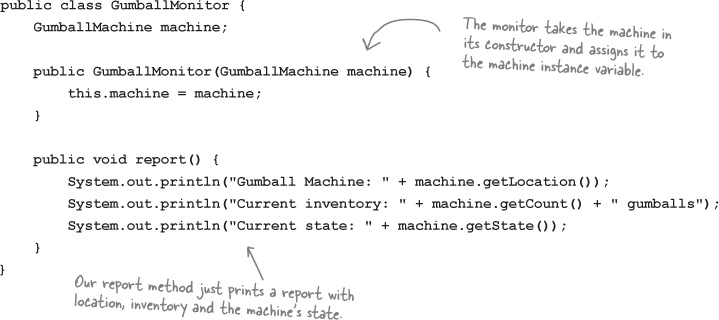 public class GumballMonitor {
GumballMachine machine;
The monitor takes the machine in
its constructor and assigns it to
the machine instance variable.
public GumballMonitor(GumballMachine machine) {
this.machine = machine;
}
public void report() {
System.out.println("Gumball Machine: " + machine.getLocation());
System.out.println("Current inventory: " + machine.getCount() + " gumballs");
System.out.println("Current state: " + machine.getState());
}
}
Our report method just prints a report with
location, inventory and the machine's state.